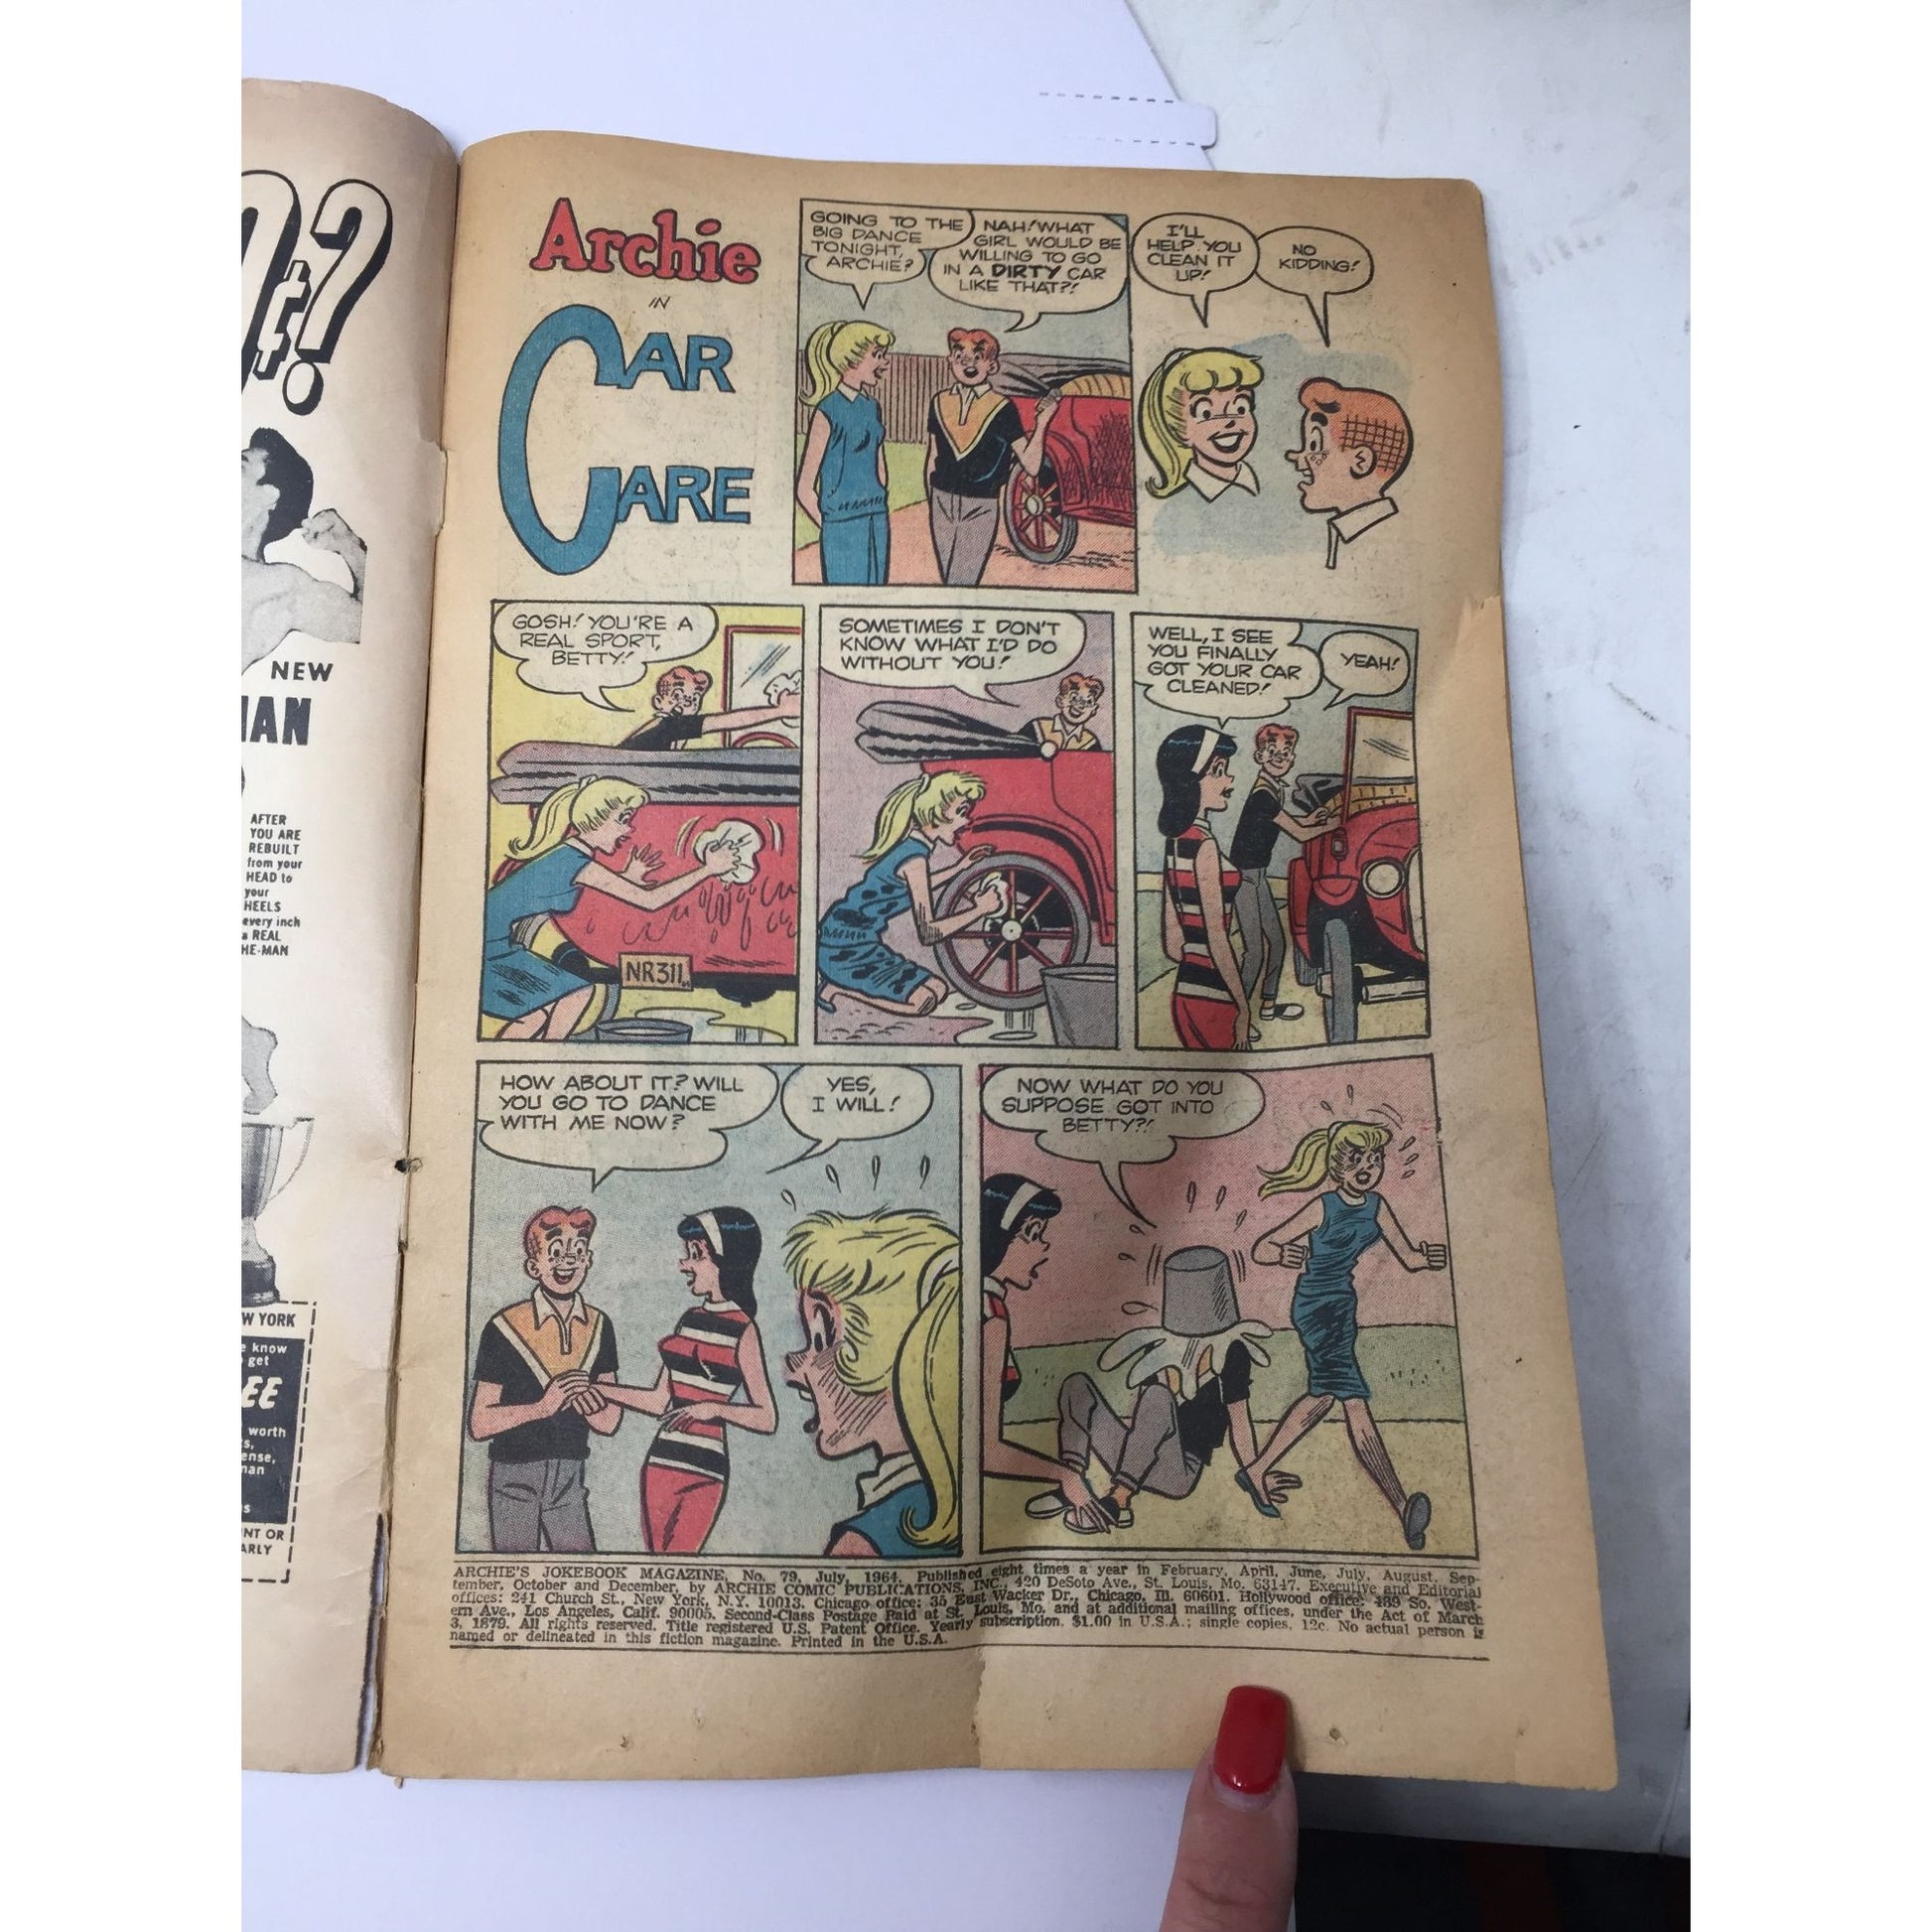 ¢?
NEW
AN
AFTER
YOU ARE
REBUILT
from your
HEAD to
your
HEELS
every inch
a REAL
HE-MAN
W YORK
know
get
EE
worth
s,
ense,
man
s
NT OR
ARLY
Archie
IN
CAR
CARE
GOING TO THE
BIG DANCE
TONIGHT,
ARCHIE?
NAH! WHAT
GIRL WOULD BE
WILLING TO GO
IN A DIRTY CAR
LIKE THAT?!
I'LL
HELP YOU
CLEAN IT
UP!
NO
KIDDING!
GOSH! YOU'RE A
REAL SPORT,
BETTY!
NR311
SOMETIMES I DON'T
KNOW WHAT I'D DO
WITHOUT YOU!
WELL, I SEE
YOU FINALLY
GOT YOUR CAR
CLEANED!
YEAH!
HOW ABOUT IT? WILL
YOU GO TO DANCE
WITH ME NOW?
YES,
I WILL!
NOW WHAT DO YOU
SUPPOSE GOT INTO
BETTY?!
ARCHIE'S JOKEBOOK MAGAZINE, No. 79, July, 1964. Published eight times a year in February, April, June, July, August, Sep-
tember, October and December, by ARCHIE COMIC PUBLICATIONS, INC., 420 DeSoto Ave., St. Louis, Mo. 63147. Executive and Editorial
offices: 241 Church St., New York, N.Y. 10013. Chicago office: 35 East Wacker Dr., Chicago, Ill. 60601. Hollywood office: 489 So. West-
ern Ave., Los Angeles, Calif. 90005. Second-Class Postage Paid at St. Louis, Mo. and at additional mailing offices, under the Act of March
3, 1879. All rights reserved. Title registered U.S. Patent Office. Yearly subscription. $1.00 in U.S.A.; single copies, 12c. No actual person is
named or delineated in this fiction magazine. Printed in the U.S.A.